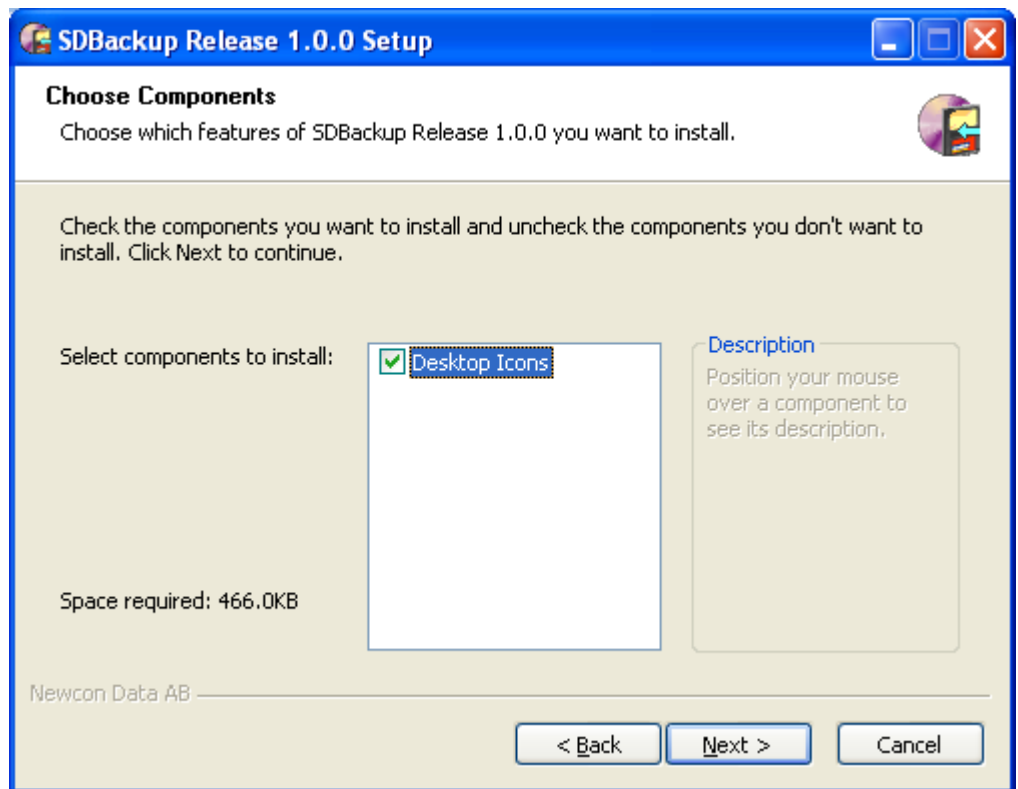 SDBackup Release 1.0.0 Setup
Choose Components
Choose which features of SDBackup Release 1.0.0 you want to install.
Check the components you want to install and uncheck the components you don't want to
install. Click Next to continue.
Select components to install:
Desktop Icons
Description
Position your mouse
over a component to
see its description.
Space required: 466.0KB
Newcon Data AB
< Back
Next >
Cancel